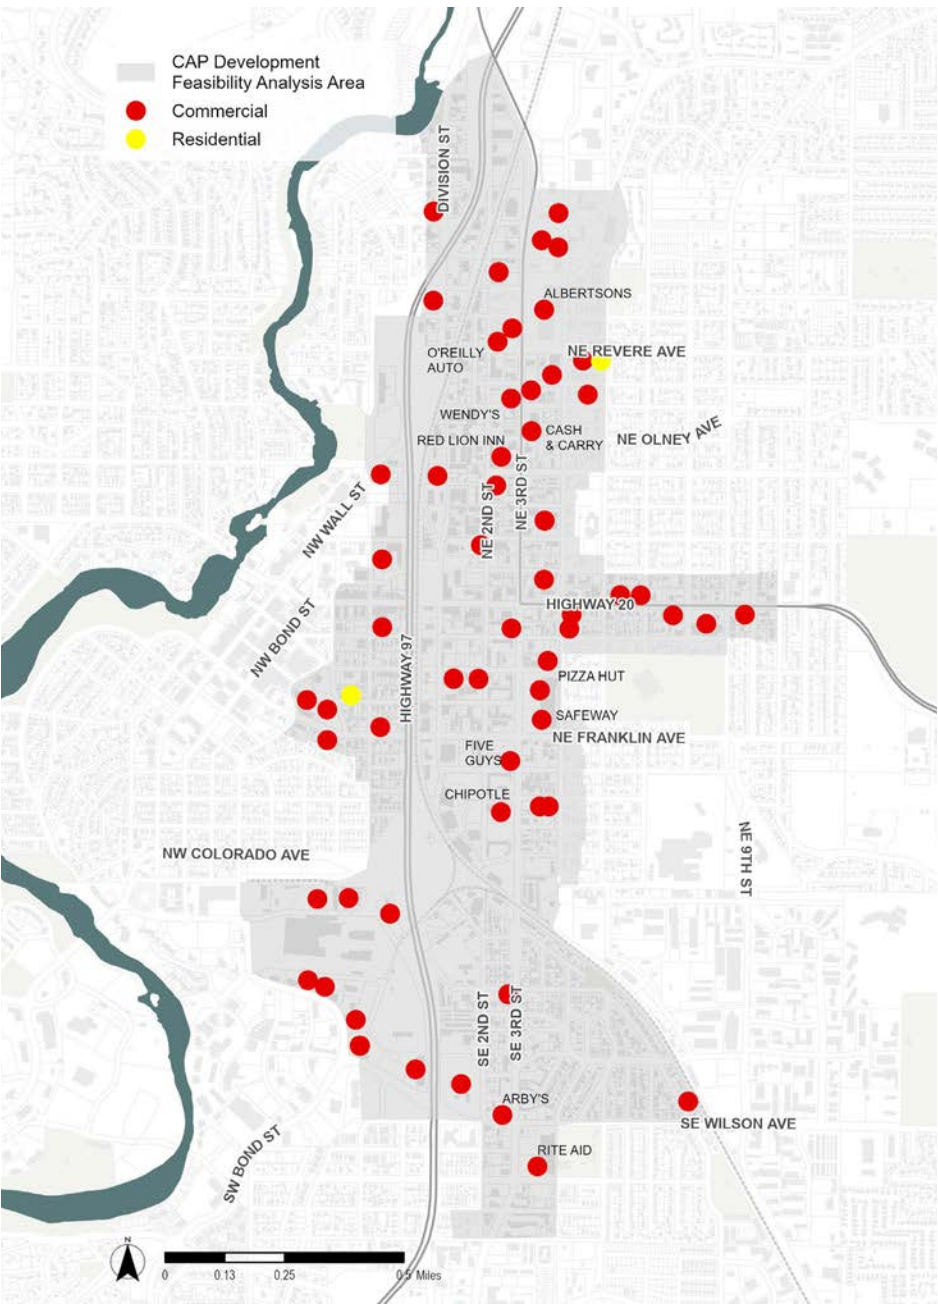 CAP Development
Feasibility Analysis Area
Commercial
Residential
DIVISION ST
ALBERTSONS
O'REILLY
AUTO
NE REVERE AVE
WENDY'S
RED LION INN
CASH
& CARRY
NE OLNEY AVE
NW WALL ST
NE 2ND ST
NE 3RD ST
HIGHWAY 20
NW BOND ST
HIGHWAY 97
PIZZA HUT
SAFEWAY
NE FRANKLIN AVE
FIVE
GUYS
CHIPOTLE
NW COLORADO AVE
NE 9TH ST
SE 2ND ST
SE 3RD ST
ARBY'S
SE WILSON AVE
RITE AID
SW BOND ST
N
0 0.13 0.25 0.5 Miles